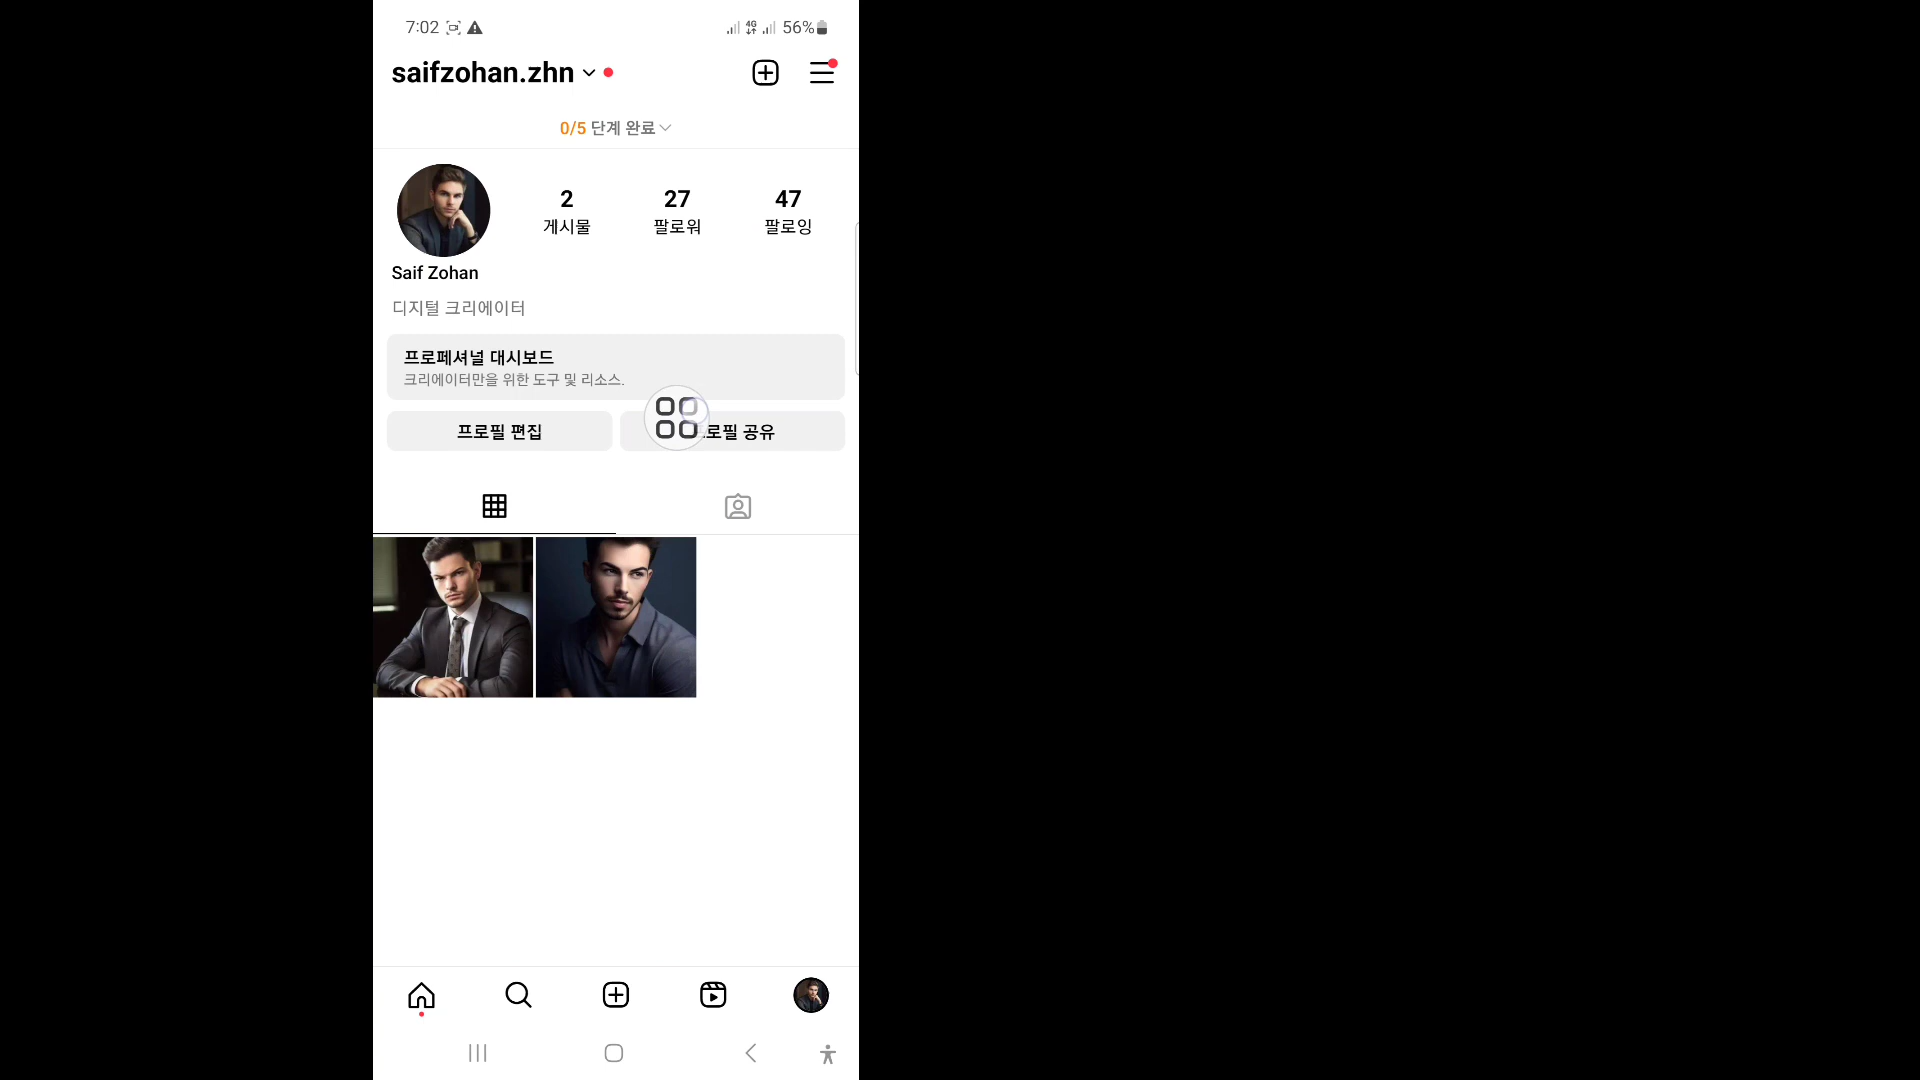 7:02 4G 56%
saifzohan.zhn
0/5 단계 완료
2 27 47
게시물 팔로워 팔로잉
Saif Zohan
디지털 크리에이터
프로페셔널 대시보드
크리에이터만을 위한 도구 및 리소스.
프로필 편집 로필 공유